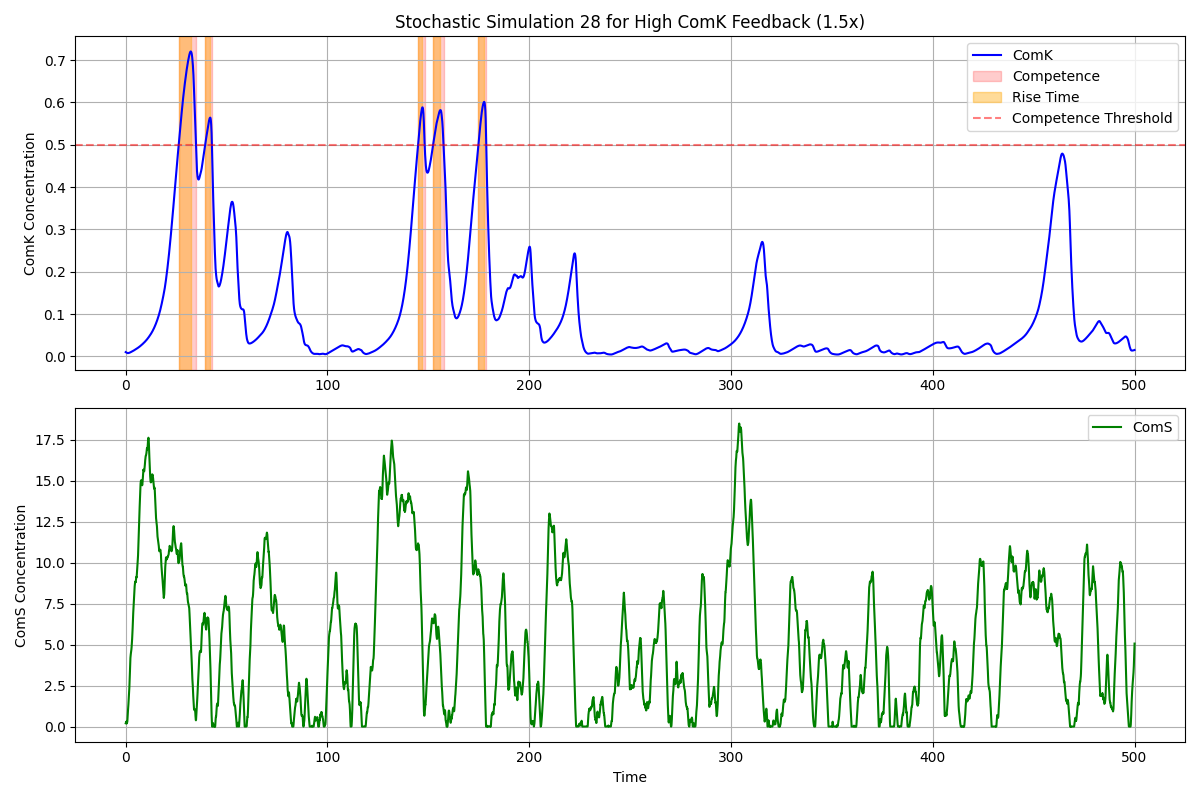 Stochastic Simulation 28 for High ComK Feedback (1.5x)
ComK Concentration
0.7
0.6
0.5
0.4
0.3
0.2
0.1
0.0
ComK
Competence
Rise Time
Competence Threshold
0 100 200 300 400 500
ComS Concentration
17.5
15.0
12.5
10.0
7.5
5.0
2.5
0.0
ComS
0 100 200 300 400 500
Time